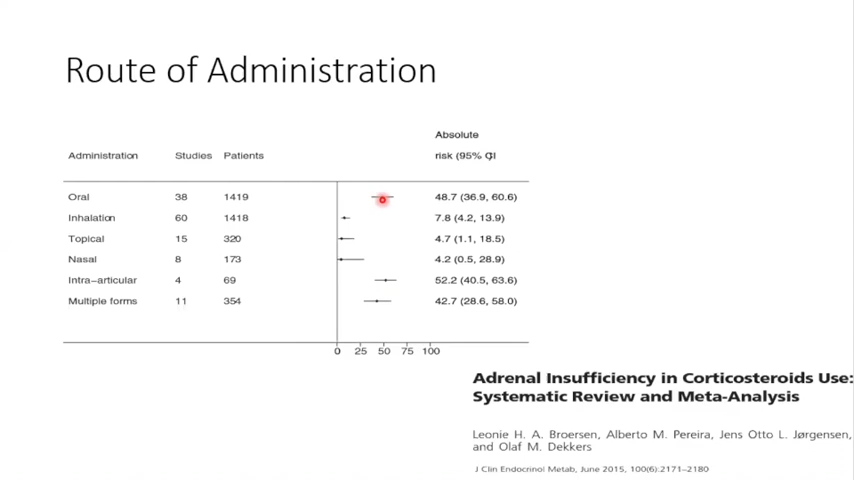 Route of Administration
Absolute
Administration Studies Patients risk (95% CI
Oral 38 1419 48.7 (36.9, 60.6)
Inhalation 60 1418 7.8 (4.2, 13.9)
Topical 15 320 4.7 (1.1, 18.5)
Nasal 8 173 4.2 (0.5, 28.9)
Intra-articular 4 69 52.2 (40.5, 63.6)
Multiple forms 11 354 42.7 (28.6, 58.0)
0 25 50 75 100
Adrenal Insufficiency in Corticosteroids Use:
Systematic Review and Meta-Analysis
Leonie H. A. Broersen, Alberto M. Pereira, Jens Otto L. Jørgensen,
and Olaf M. Dekkers
J Clin Endocrinol Metab, June 2015, 100(6):2171–2180